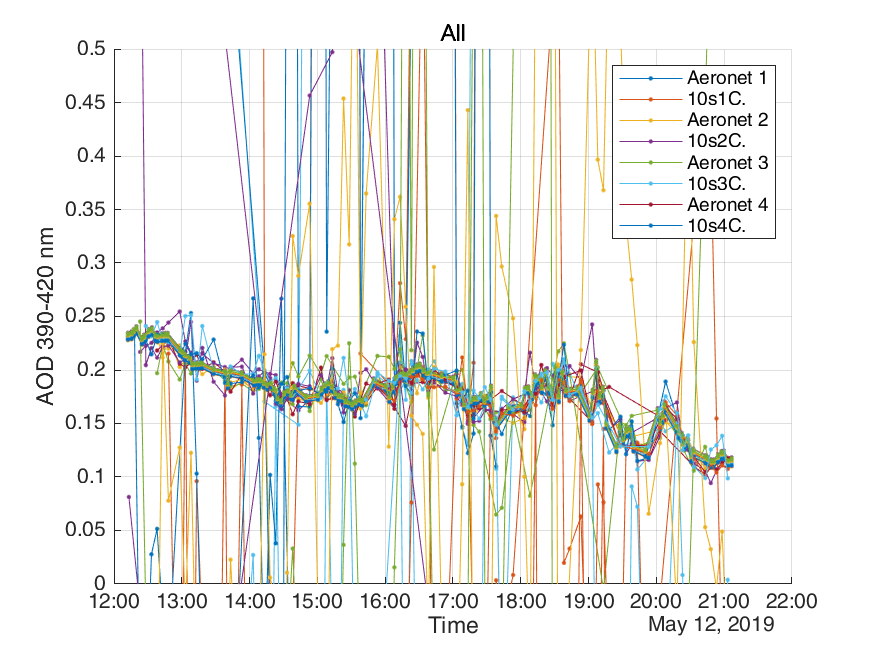 All
0.5
0.45
0.4
0.35
0.3
0.25
0.2
0.15
0.1
0.05
0
AOD 390-420 nm
Aeronet 1
10s1C.
Aeronet 2
10s2C.
Aeronet 3
10s3C.
Aeronet 4
10s4C.
12:00 13:00 14:00 15:00 16:00 17:00 18:00 19:00 20:00 21:00 22:00
Time
May 12, 2019